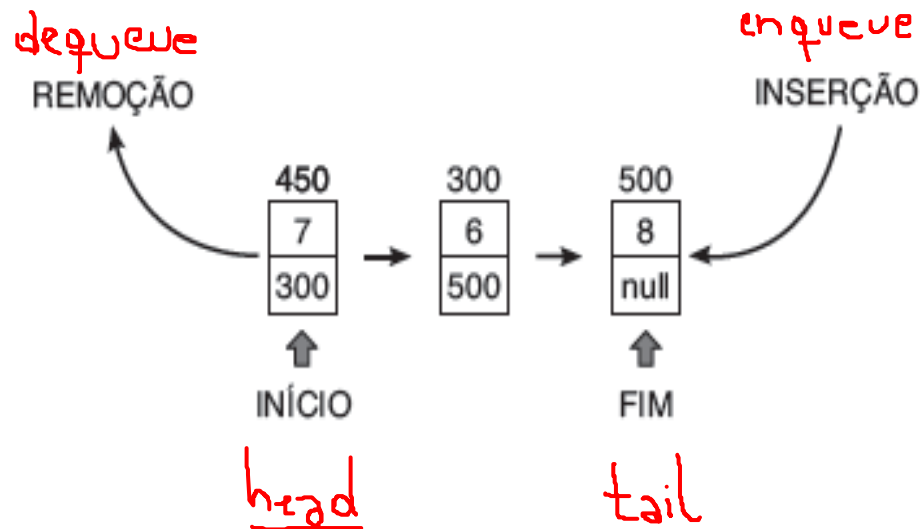 dequeue
enqueue
REMOÇÃO
INSERÇÃO
450
300
500
7
6
8
300
500
null
INÍCIO
FIM
head
tail